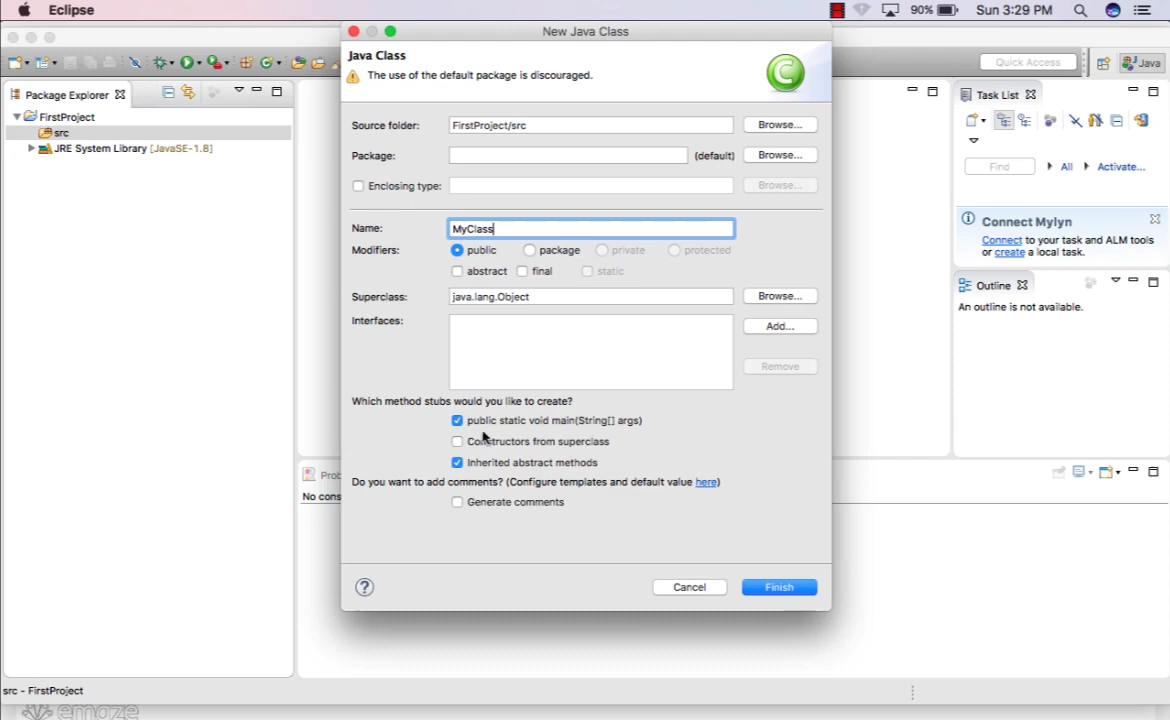 Eclipse
90%
Sun 3:29 PM
New Java Class
Java Class
The use of the default package is discouraged.
Quick Access
Java
Package Explorer
FirstProject
src
JRE System Library [JavaSE-1.8]
Source folder:
FirstProject/src
Browse...
Package:
(default)
Browse...
Enclosing type:
Browse...
Name:
MyClass
Modifiers:
public
package
private
protected
abstract
final
static
Superclass:
java.lang.Object
Browse...
Interfaces:
Add...
Remove
Which method stubs would you like to create?
public static void main(String[] args)
Constructors from superclass
Inherited abstract methods
Do you want to add comments? (Configure templates and default value here)
Generate comments
Cancel
Finish
Task List
Find
All
Activate...
Connect Mylyn
Connect to your task and ALM tools
or create a local task.
Outline
An outline is not available.
Prob
No cons
src - FirstProject
emaze